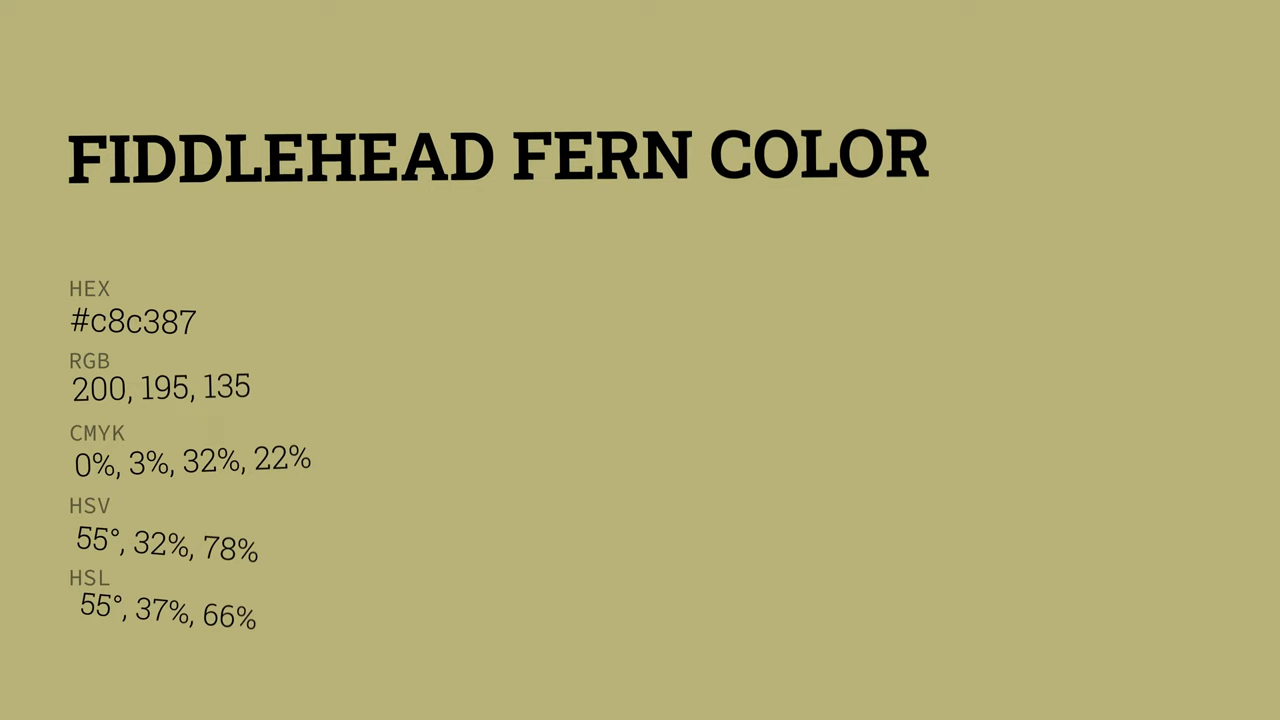 FIDDLEHEAD FERN COLOR
HEX
#c8c387
RGB
200, 195, 135
CMYK
0%, 3%, 32%, 22%
HSV
55°, 32%, 78%
HSL
55°, 37%, 66%